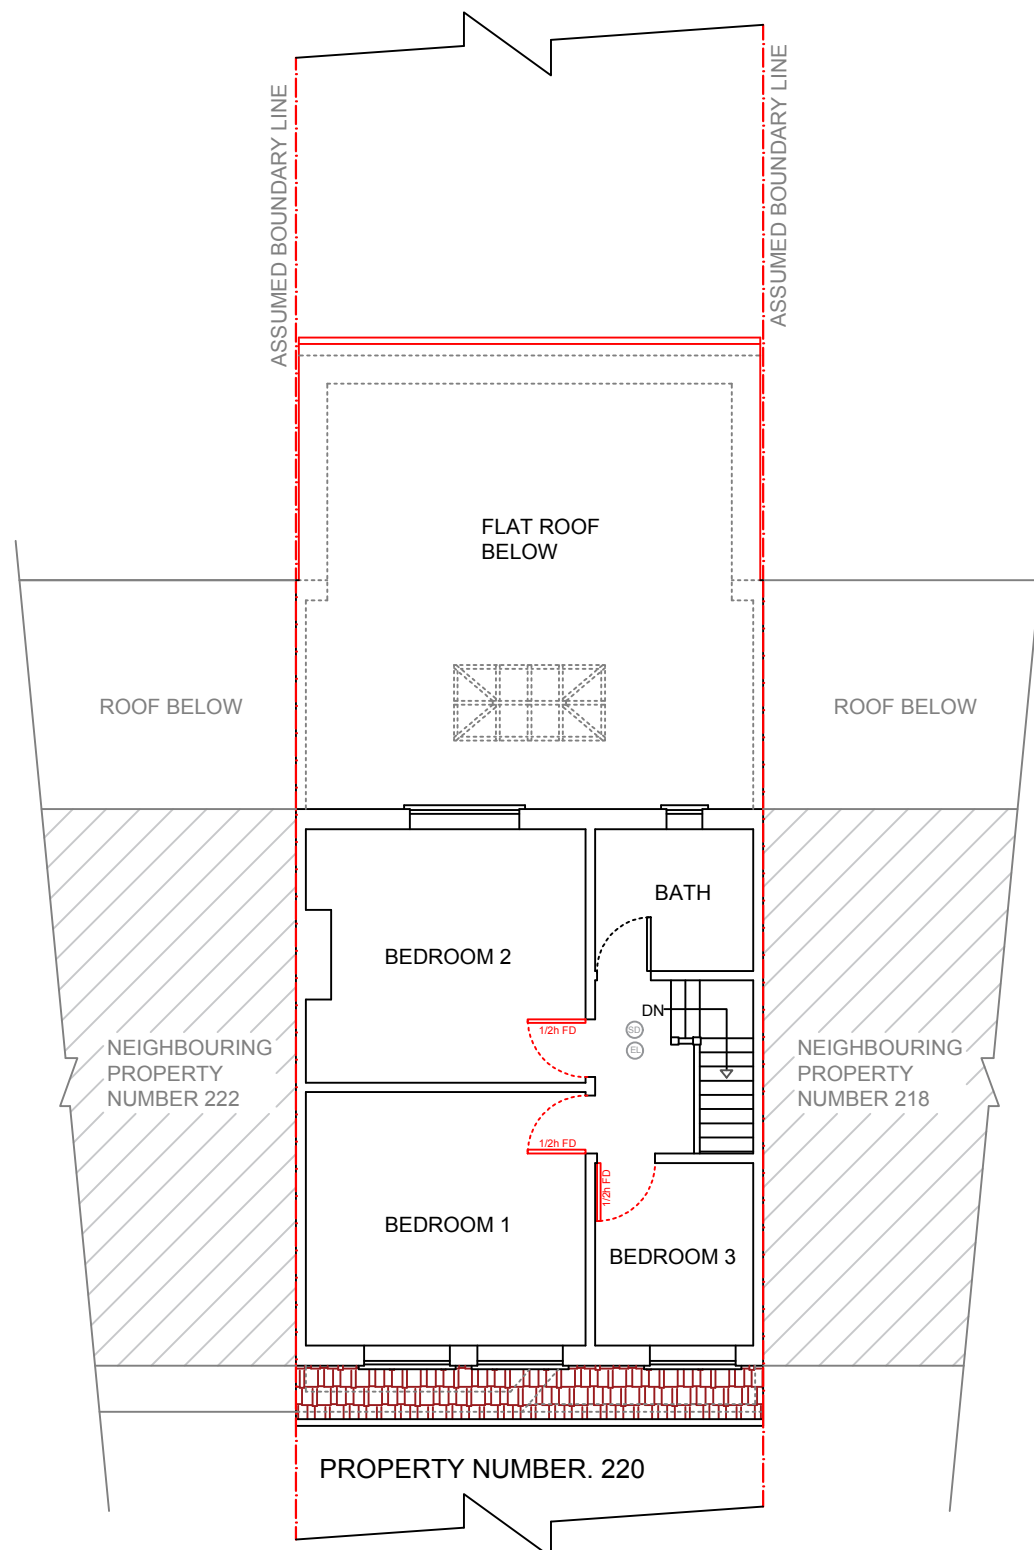 ASSUMED BOUNDARY LINE
ASSUMED BOUNDARY LINE
FLAT ROOF
BELOW
ROOF BELOW
ROOF BELOW
BATH
BEDROOM 2
DN
SD
EL
1/2h FD
NEIGHBOURING
PROPERTY
NUMBER 222
NEIGHBOURING
PROPERTY
NUMBER 218
1/2h FD
1/2h FD
BEDROOM 1
BEDROOM 3
PROPERTY NUMBER. 220